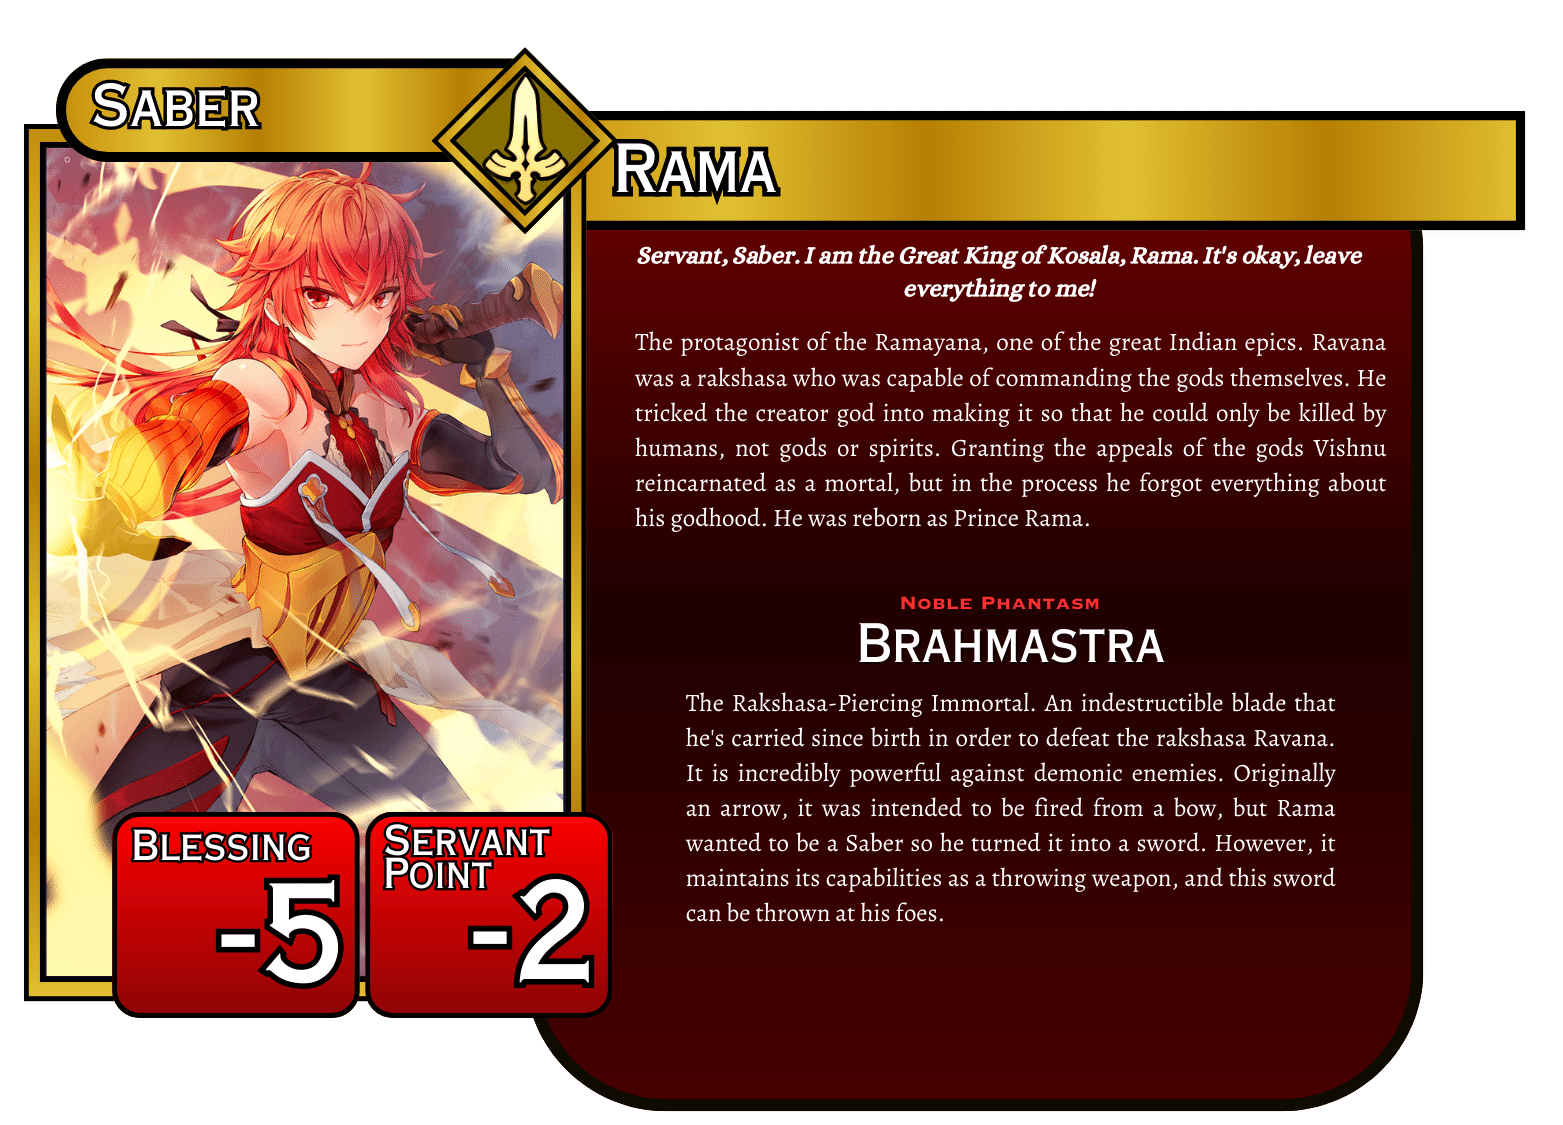 SABER
RAMA
Servant, Saber. I am the Great King of Kosala, Rama. It's okay, leave
everything to me!
The protagonist of the Ramayana, one of the great Indian epics. Ravana
was a rakshasa who was capable of commanding the gods themselves. He
tricked the creator god into making it so that he could only be killed by
humans, not gods or spirits. Granting the appeals of the gods Vishnu
reincarnated as a mortal, but in the process he forgot everything about
his godhood. He was reborn as Prince Rama.
NOBLE PHANTASM
BRAHMASTRA
The Rakshasa-Piercing Immortal. An indestructible blade that
he's carried since birth in order to defeat the rakshasa Ravana.
It is incredibly powerful against demonic enemies. Originally
an arrow, it was intended to be fired from a bow, but Rama
wanted to be a Saber so he turned it into a sword. However, it
maintains its capabilities as a throwing weapon, and this sword
can be thrown at his foes.
BLESSING
-5
SERVANT
POINT
-2